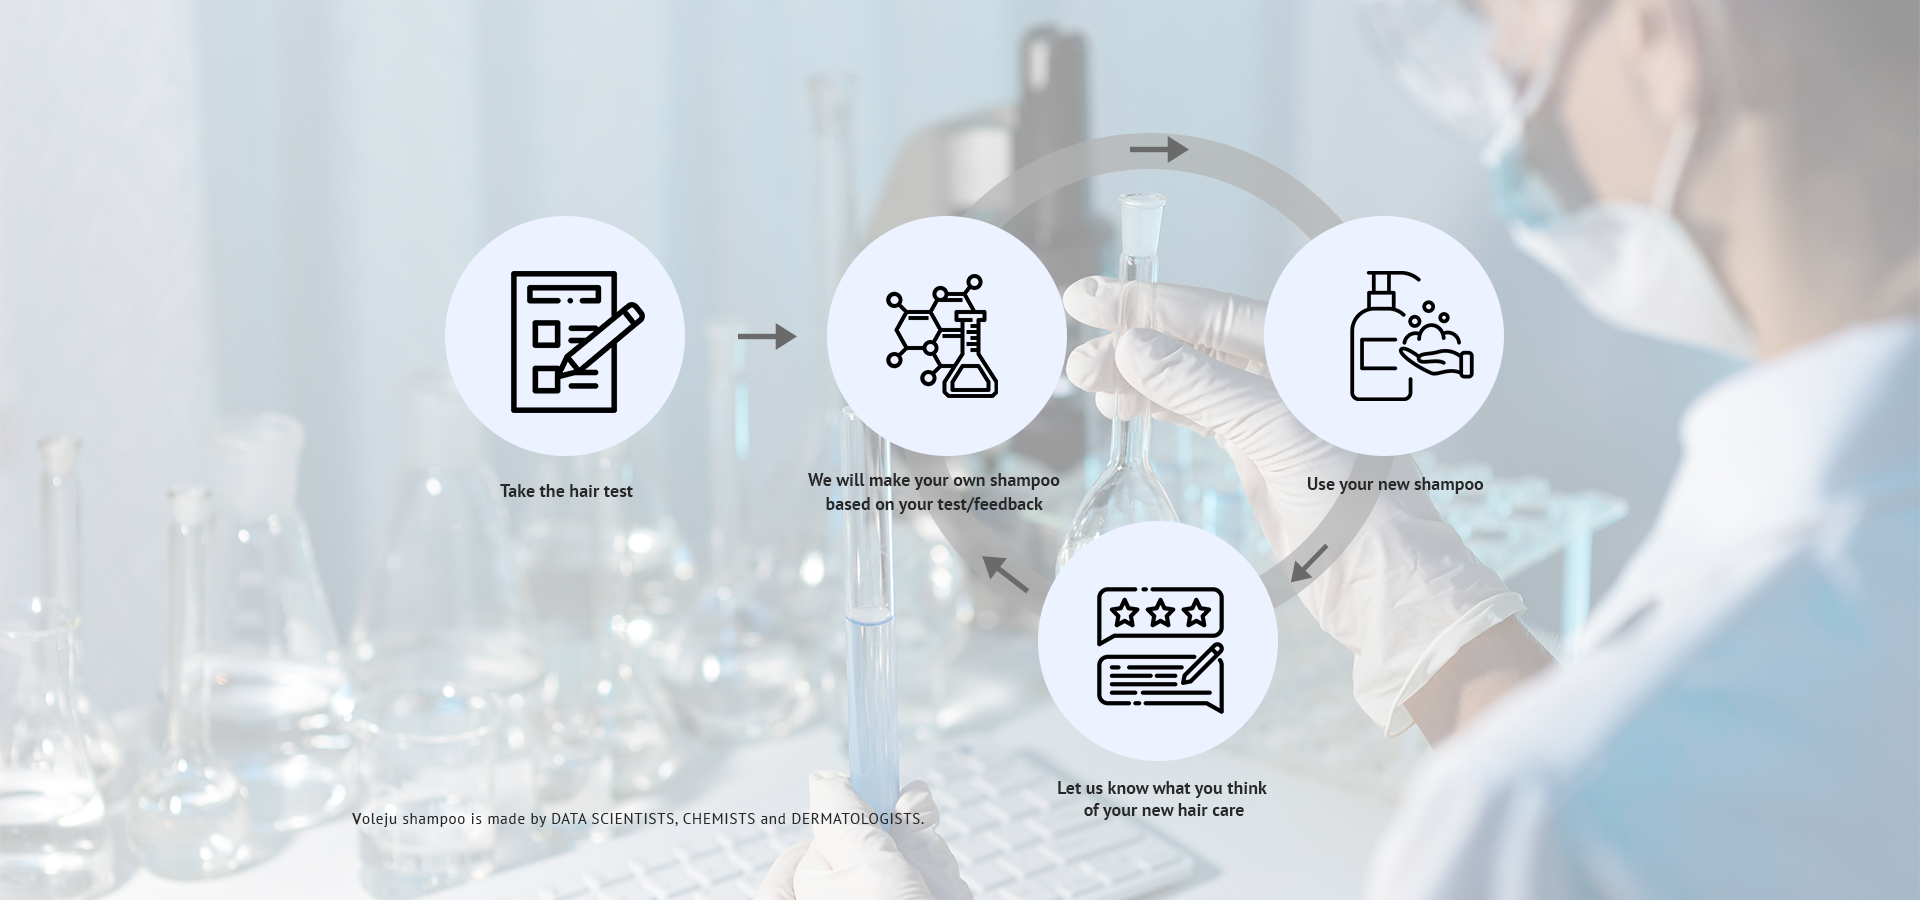 Take the hair test
We will make your own shampoo
based on your test/feedback
Use your new shampoo
Let us know what you think
of your new hair care
Voleju shampoo is made by DATA SCIENTISTS, CHEMISTS and DERMATOLOGISTS.